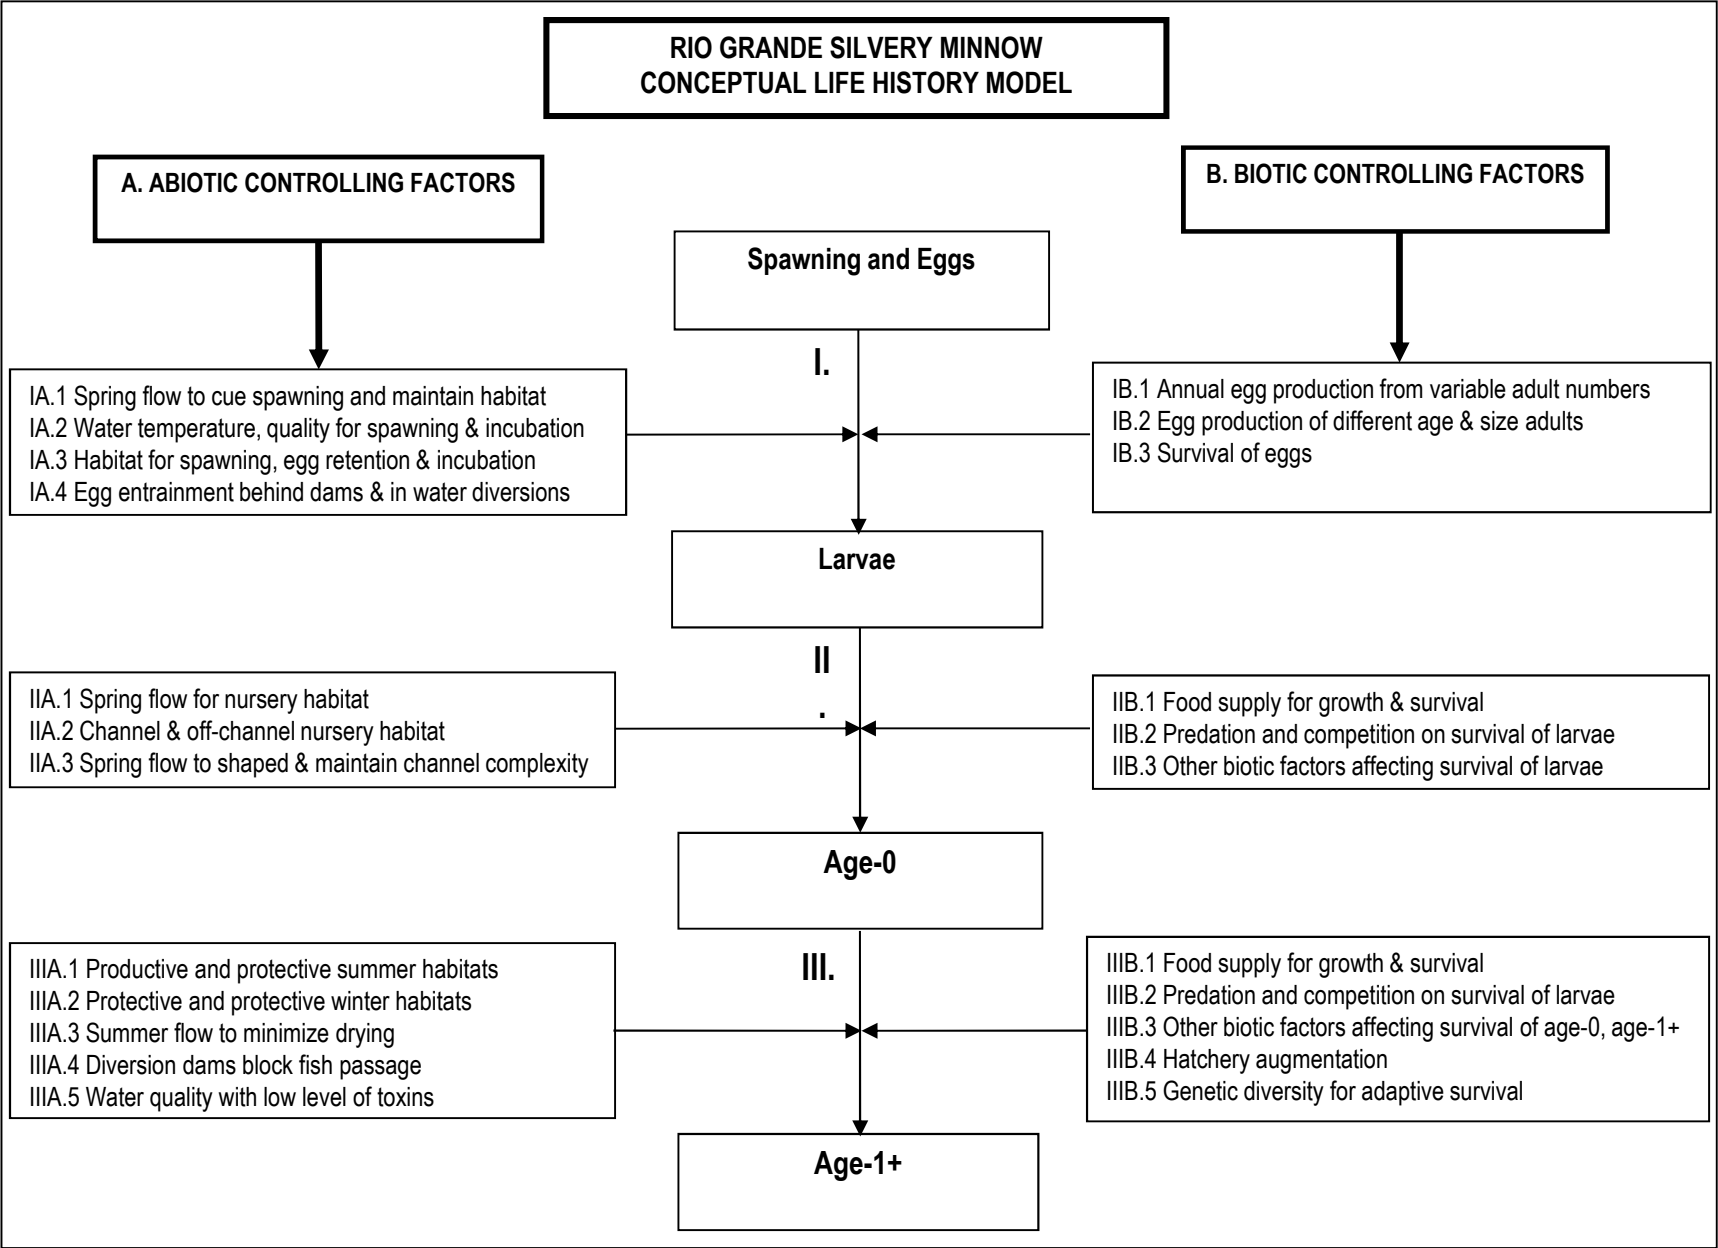 RIO GRANDE SILVERY MINNOW
CONCEPTUAL LIFE HISTORY MODEL
A. ABIOTIC CONTROLLING FACTORS
B. BIOTIC CONTROLLING FACTORS
Spawning and Eggs
I.
IA.1 Spring flow to cue spawning and maintain habitat
IA.2 Water temperature, quality for spawning & incubation
IA.3 Habitat for spawning, egg retention & incubation
IA.4 Egg entrainment behind dams & in water diversions
IB.1 Annual egg production from variable adult numbers
IB.2 Egg production of different age & size adults
IB.3 Survival of eggs
Larvae
II
.
IIA.1 Spring flow for nursery habitat
IIA.2 Channel & off-channel nursery habitat
IIA.3 Spring flow to shaped & maintain channel complexity
IIB.1 Food supply for growth & survival
IIB.2 Predation and competition on survival of larvae
IIB.3 Other biotic factors affecting survival of larvae
Age-0
III.
IIIA.1 Productive and protective summer habitats
IIIA.2 Protective and protective winter habitats
IIIA.3 Summer flow to minimize drying
IIIA.4 Diversion dams block fish passage
IIIA.5 Water quality with low level of toxins
IIIB.1 Food supply for growth & survival
IIIB.2 Predation and competition on survival of larvae
IIIB.3 Other biotic factors affecting survival of age-0, age-1+
IIIB.4 Hatchery augmentation
IIIB.5 Genetic diversity for adaptive survival
Age-1+